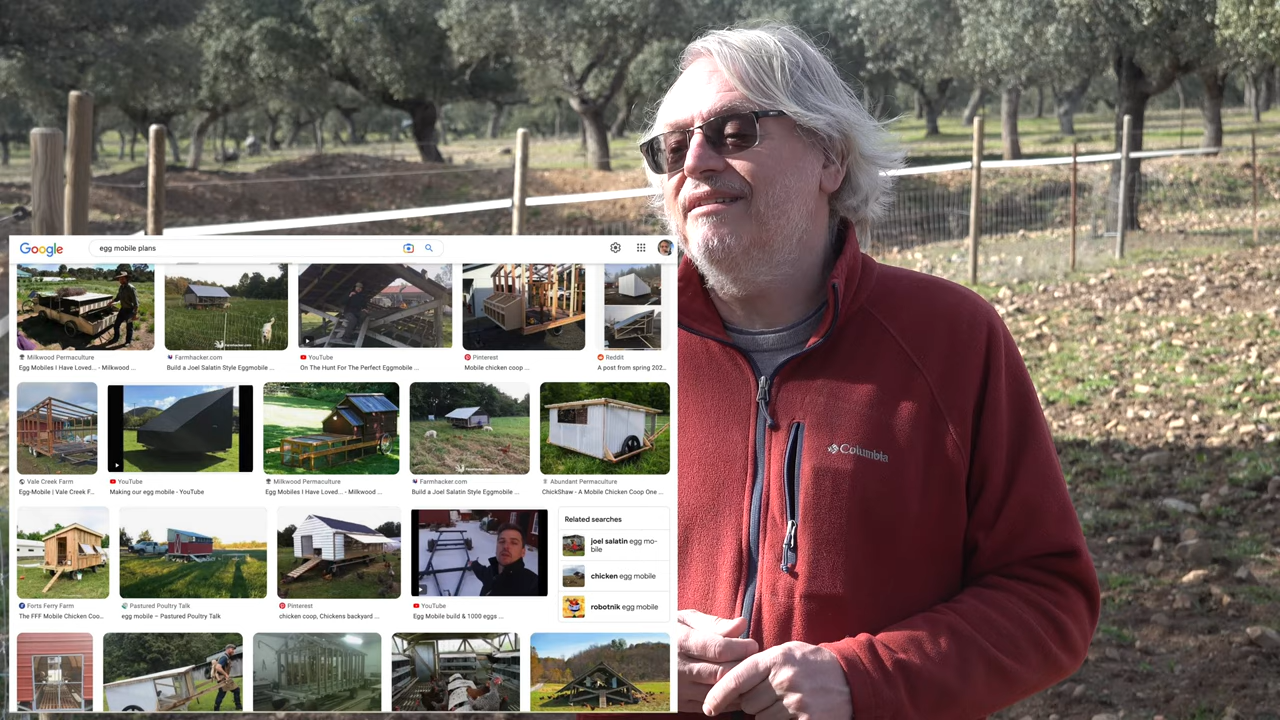 Google
egg mobile plans
Milkwood Permaculture
Egg Mobiles I Have Loved... - Milkwood ...
Farmhacker.com
Build a Joel Salatin Style Eggmobile ...
YouTube
On The Hunt For The Perfect Eggmobile ...
Pinterest
Mobile chicken coop ...
Reddit
A post from spring 202...
Vale Creek Farm
Egg-Mobile | Vale Creek F...
YouTube
Making our egg mobile - YouTube
Milkwood Permaculture
Egg Mobiles I Have Loved... - Milkwood ...
Farmhacker.com
Farmhacker.com
Build a Joel Salatin Style Eggmobile ...
Abundant Permaculture
ChickShaw - A Mobile Chicken Coop One ...
Forts Ferry Farm
The FFF Mobile Chicken Coo...
Pastured Poultry Talk
egg mobile – Pastured Poultry Talk
Pinterest
chicken coop, Chickens backyard ...
YouTube
Egg Mobile build & 1000 eggs ...
Related searches
joel salatin egg mo-
bile
chicken egg mobile
robotnik egg mobile
Columbia